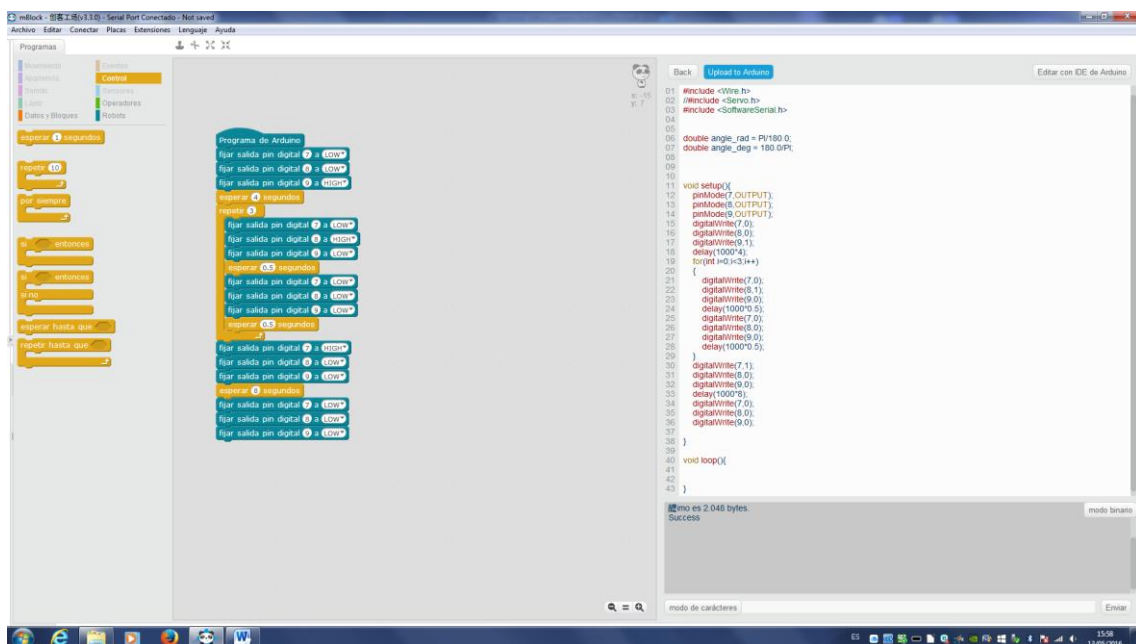 mBlock - 创客工场(v3.3.0) - Serial Port Conectado - Not saved
Archivo Editar Conectar Placas Extensiones Lenguaje Ayuda
Programas
Movimiento
Eventos
Apariencia
Control
Sonido
Sensores
Lápiz
Operadores
Datos y Bloques
Robots
esperar 1 segundos
repetir 10
por siempre
si entonces
si entonces
si no
esperar hasta que
repetir hasta que
x: -15
y: 7
Programa de Arduino
fijar salida pin digital 7 a LOW
fijar salida pin digital 8 a LOW
fijar salida pin digital 9 a HIGH
esperar 4 segundos
repetir 3
fijar salida pin digital 7 a LOW
fijar salida pin digital 8 a HIGH
fijar salida pin digital 9 a LOW
esperar 0.5 segundos
fijar salida pin digital 7 a LOW
fijar salida pin digital 8 a LOW
fijar salida pin digital 9 a LOW
esperar 0.5 segundos
fijar salida pin digital 7 a HIGH
fijar salida pin digital 8 a LOW
fijar salida pin digital 9 a LOW
esperar 8 segundos
fijar salida pin digital 7 a LOW
fijar salida pin digital 8 a LOW
fijar salida pin digital 9 a LOW
Back Upload to Arduino Editar con IDE de Arduino
01 #include <Wire.h>
02 //#include <Servo.h>
03 #include <SoftwareSerial.h>
04
05
06 double angle_rad = PI/180.0;
07 double angle_deg = 180.0/PI;
08
09
10
11 void setup(){
12 pinMode(7,OUTPUT);
13 pinMode(8,OUTPUT);
14 pinMode(9,OUTPUT);
15 digitalWrite(7,0);
16 digitalWrite(8,0);
17 digitalWrite(9,1);
18 delay(1000*4);
19 for(int i=0;i<3;i++)
20 {
21 digitalWrite(7,0);
22 digitalWrite(8,1);
23 digitalWrite(9,0);
24 delay(1000*0.5);
25 digitalWrite(7,0);
26 digitalWrite(8,0);
27 digitalWrite(9,0);
28 delay(1000*0.5);
29 }
30 digitalWrite(7,1);
31 digitalWrite(8,0);
32 digitalWrite(9,0);
33 delay(1000*8);
34 digitalWrite(7,0);
35 digitalWrite(8,0);
36 digitalWrite(9,0);
37
38 }
39
40 void loop(){
41
42
43 }
imo es 2.046 bytes.
Success
modo binario
modo de carácteres
Enviar
ES
15:58